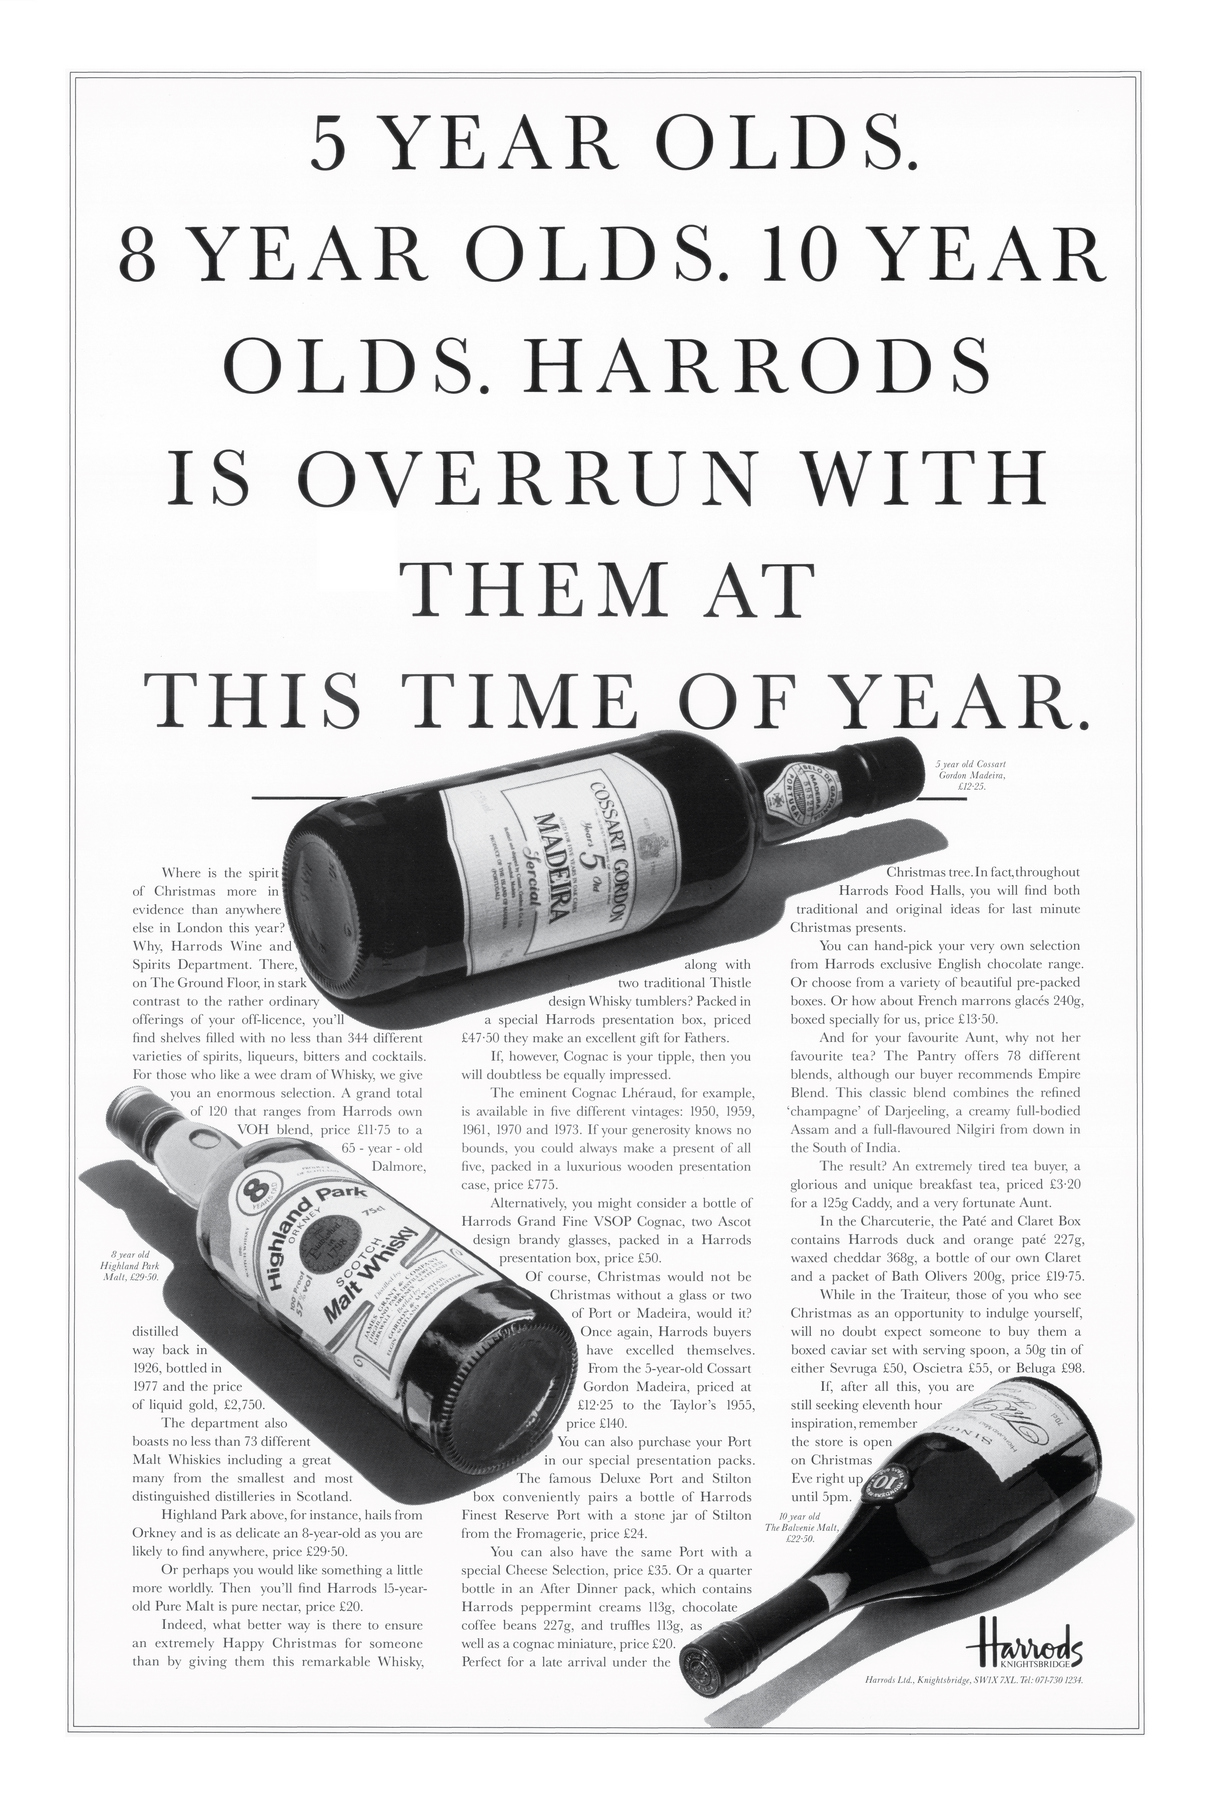 5 YEAR OLDS.
8 YEAR OLDS. 10 YEAR
OLDS. HARRODS
IS OVERRUN WITH
THEM AT
THIS TIME OF YEAR.
5 year old Cossart
Gordon Madeira,
£12·25.
COSSART GORDON
Years 5 Old
MADEIRA
Sercial
Where is the spirit
of Christmas more in
evidence than anywhere
else in London this year?
Why, Harrods Wine and
Spirits Department. There,
on The Ground Floor, in stark
contrast to the rather ordinary
offerings of your off-licence, you'll
find shelves filled with no less than 344 different
varieties of spirits, liqueurs, bitters and cocktails.
For those who like a wee dram of Whisky, we give
you an enormous selection. A grand total
of 120 that ranges from Harrods own
VOH blend, price £11·75 to a
65 - year - old
Dalmore,
8
YEARS OLD
Highland Park
ORKNEY
75cl
Established
1798
100 Proof
57% vol
SCOTCH
Malt Whisky
8 year old
Highland Park
Malt, £29·50.
distilled
way back in
1926, bottled in
1977 and the price
of liquid gold, £2,750.
The department also
boasts no less than 73 different
Malt Whiskies including a great
many from the smallest and most
distinguished distilleries in Scotland.
Highland Park above, for instance, hails from
Orkney and is as delicate an 8-year-old as you are
likely to find anywhere, price £29·50.
Or perhaps you would like something a little
more worldly. Then you'll find Harrods 15-year-
old Pure Malt is pure nectar, price £20.
Indeed, what better way is there to ensure
an extremely Happy Christmas for someone
than by giving them this remarkable Whisky,
along with
two traditional Thistle
design Whisky tumblers? Packed in
a special Harrods presentation box, priced
£47·50 they make an excellent gift for Fathers.
If, however, Cognac is your tipple, then you
will doubtless be equally impressed.
The eminent Cognac Lhéraud, for example,
is available in five different vintages: 1950, 1959,
1961, 1970 and 1973. If your generosity knows no
bounds, you could always make a present of all
five, packed in a luxurious wooden presentation
case, price £775.
Alternatively, you might consider a bottle of
Harrods Grand Fine VSOP Cognac, two Ascot
design brandy glasses, packed in a Harrods
presentation box, price £50.
Of course, Christmas would not be
Christmas without a glass or two
of Port or Madeira, would it?
Once again, Harrods buyers
have excelled themselves.
From the 5-year-old Cossart
Gordon Madeira, priced at
£12·25 to the Taylor's 1955,
price £140.
You can also purchase your Port
in our special presentation packs.
The famous Deluxe Port and Stilton
box conveniently pairs a bottle of Harrods
Finest Reserve Port with a stone jar of Stilton
from the Fromagerie, price £24.
You can also have the same Port with a
special Cheese Selection, price £35. Or a quarter
bottle in an After Dinner pack, which contains
Harrods peppermint creams 113g, chocolate
coffee beans 227g, and truffles 113g, as
well as a cognac miniature, price £20.
Perfect for a late arrival under the
Christmas tree. In fact, throughout
Harrods Food Halls, you will find both
traditional and original ideas for last minute
Christmas presents.
You can hand-pick your very own selection
from Harrods exclusive English chocolate range.
Or choose from a variety of beautiful pre-packed
boxes. Or how about French marrons glacés 240g,
boxed specially for us, price £13·50.
And for your favourite Aunt, why not her
favourite tea? The Pantry offers 78 different
blends, although our buyer recommends Empire
Blend. This classic blend combines the refined
'champagne' of Darjeeling, a creamy full-bodied
Assam and a full-flavoured Nilgiri from down in
the South of India.
The result? An extremely tired tea buyer, a
glorious and unique breakfast tea, priced £3·20
for a 125g Caddy, and a very fortunate Aunt.
In the Charcuterie, the Paté and Claret Box
contains Harrods duck and orange paté 227g,
waxed cheddar 368g, a bottle of our own Claret
and a packet of Bath Olivers 200g, price £19·75.
While in the Traiteur, those of you who see
Christmas as an opportunity to indulge yourself,
will no doubt expect someone to buy them a
boxed caviar set with serving spoon, a 50g tin of
either Sevruga £50, Oscietra £55, or Beluga £98.
If, after all this, you are
still seeking eleventh hour
inspiration, remember
the store is open
on Christmas
Eve right up
until 5pm.
10 year old
The Balvenie Malt,
£22·50.
Harrods
KNIGHTSBRIDGE
Harrods Ltd., Knightsbridge, SW1X 7XL. Tel: 071-730 1234.